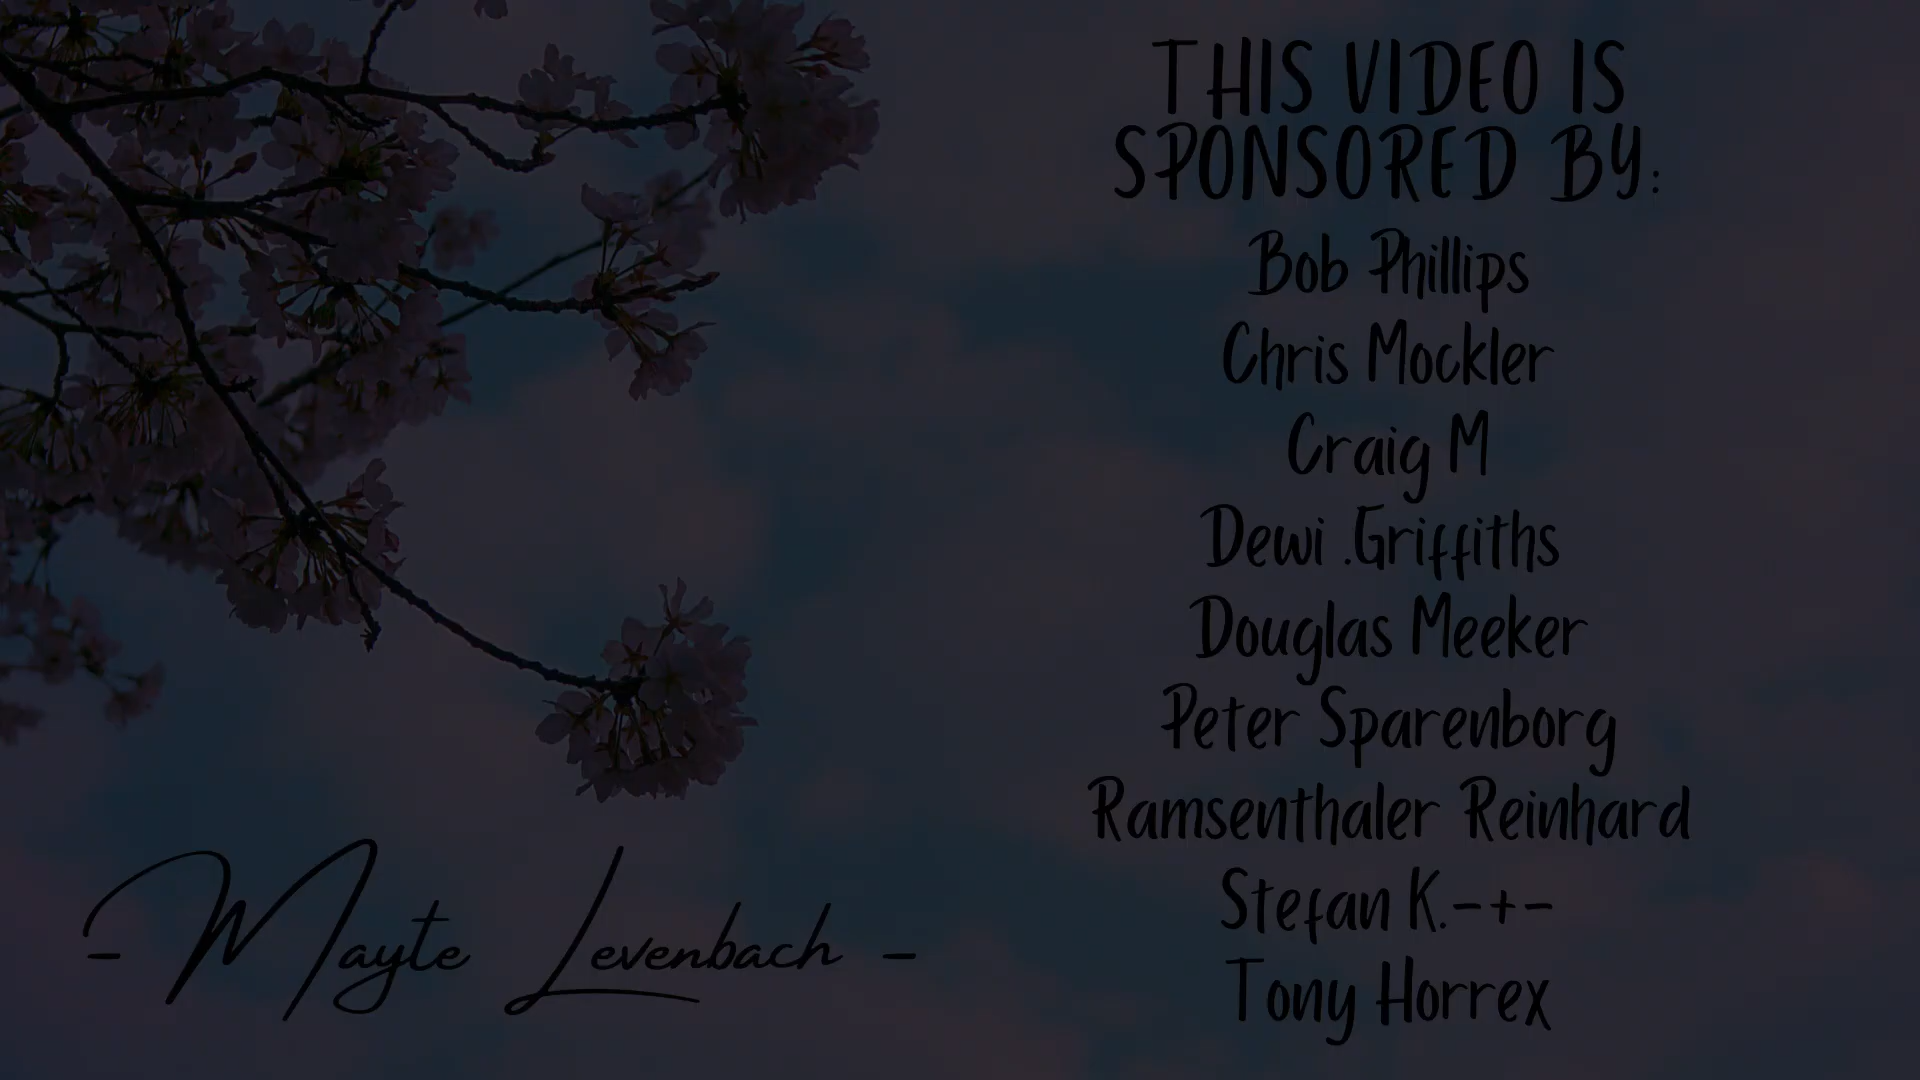 THIS VIDEO IS
SPONSORED BY:
Bob Phillips
Chris Mockler
Craig M
Dewi .Griffiths
Douglas Meeker
Peter Sparenborg
Ramsenthaler Reinhard
Stefan K.-+-
Tony Horrex
- Mayte Levenbach -